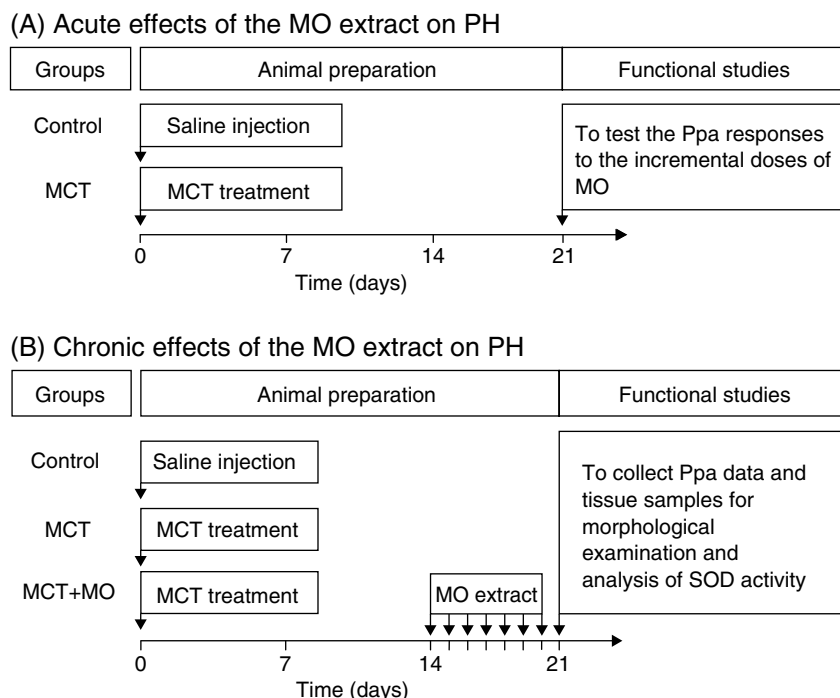 (A) Acute effects of the MO extract on PH
Groups
Animal preparation
Functional studies
Control
Saline injection
MCT
MCT treatment
To test the Ppa responses
to the incremental doses of
MO
0
7
14
21
Time (days)
(B) Chronic effects of the MO extract on PH
Groups
Animal preparation
Functional studies
Control
Saline injection
MCT
MCT treatment
MCT+MO
MCT treatment
MO extract
To collect Ppa data and
tissue samples for
morphological
examination and
analysis of SOD activity
0
7
14
21
Time (days)